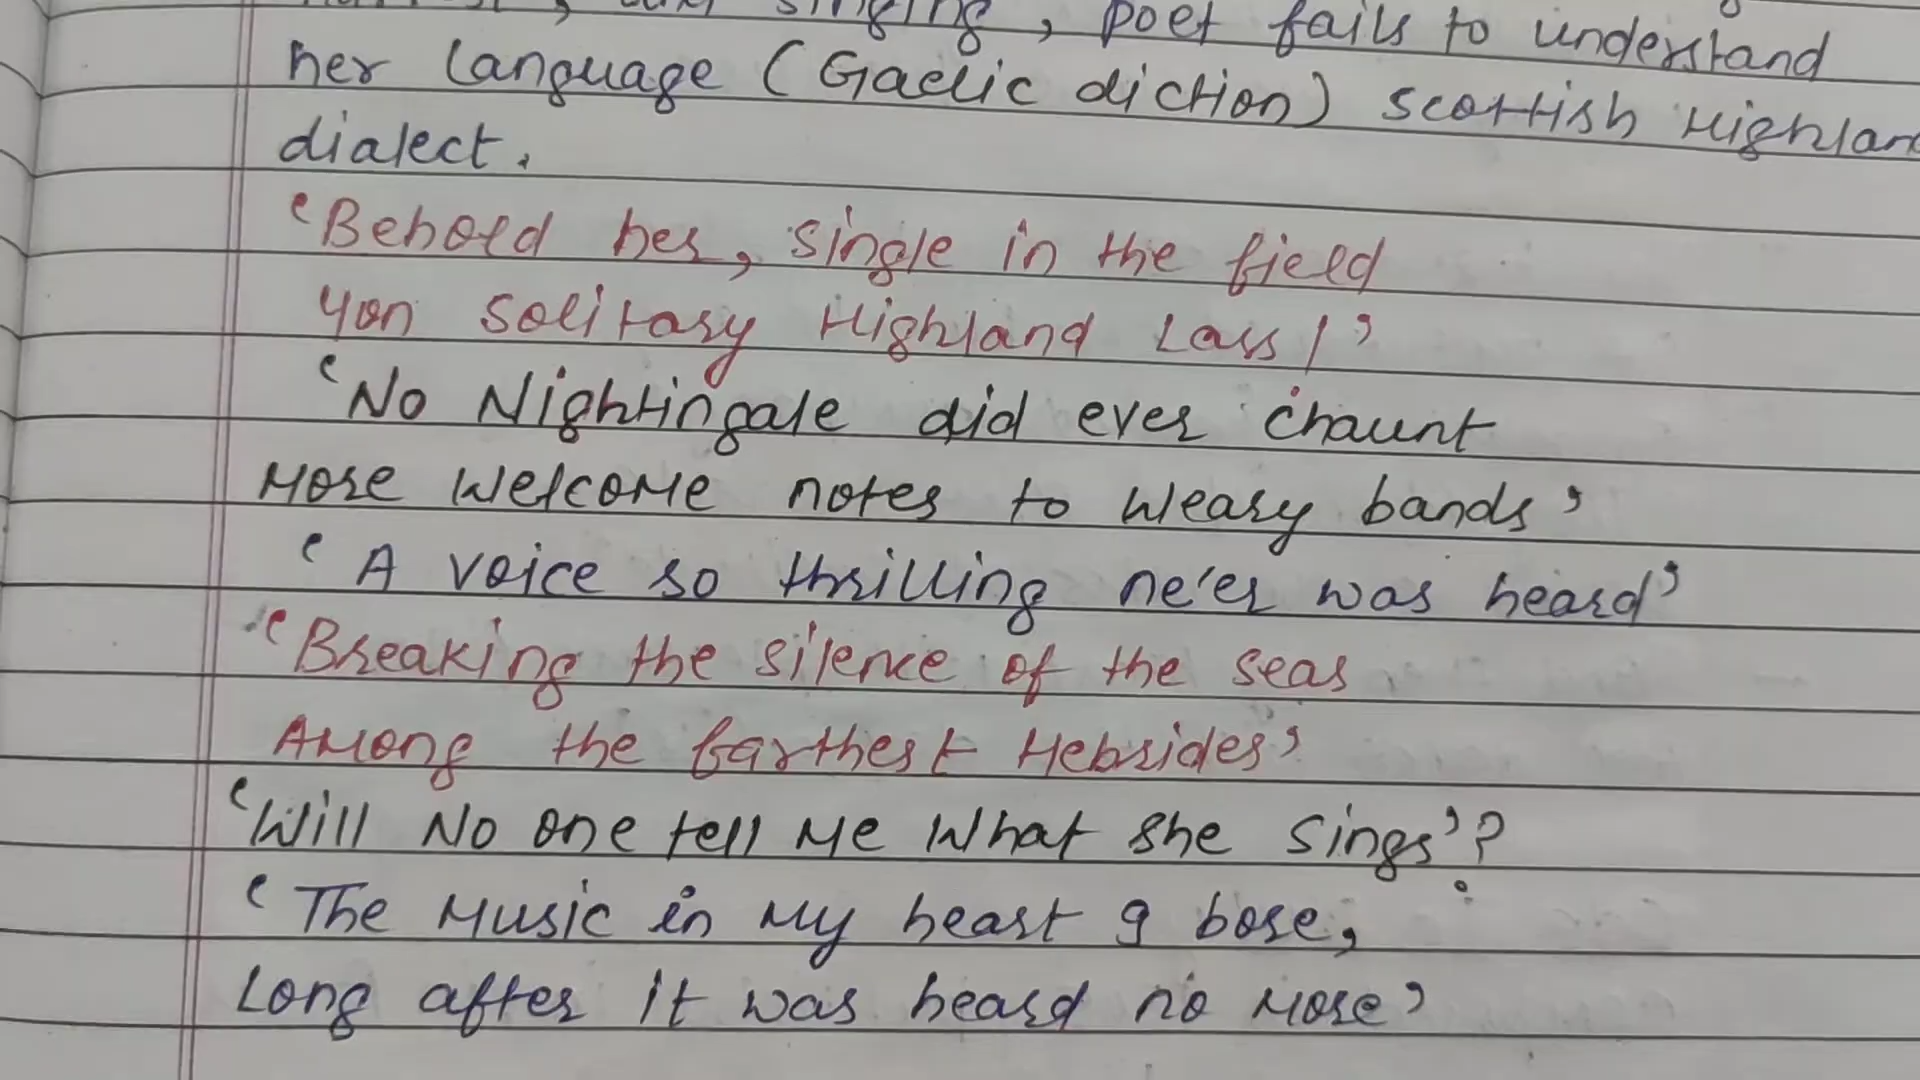 singing, poet fails to understand
her language (Gaelic diction) Scottish Highlan
dialect.
'Behold her, single in the field
Yon solitary Highland Lass!'
'No Nightingale did ever chaunt
More welcome notes to weary bands'
'A voice so thrilling ne'er was heard'
'Breaking the silence of the seas
Among the farthest Hebrides'
'Will No one tell me what she sings'?
'The music in my heart I bore,
Long after it was heard no more'